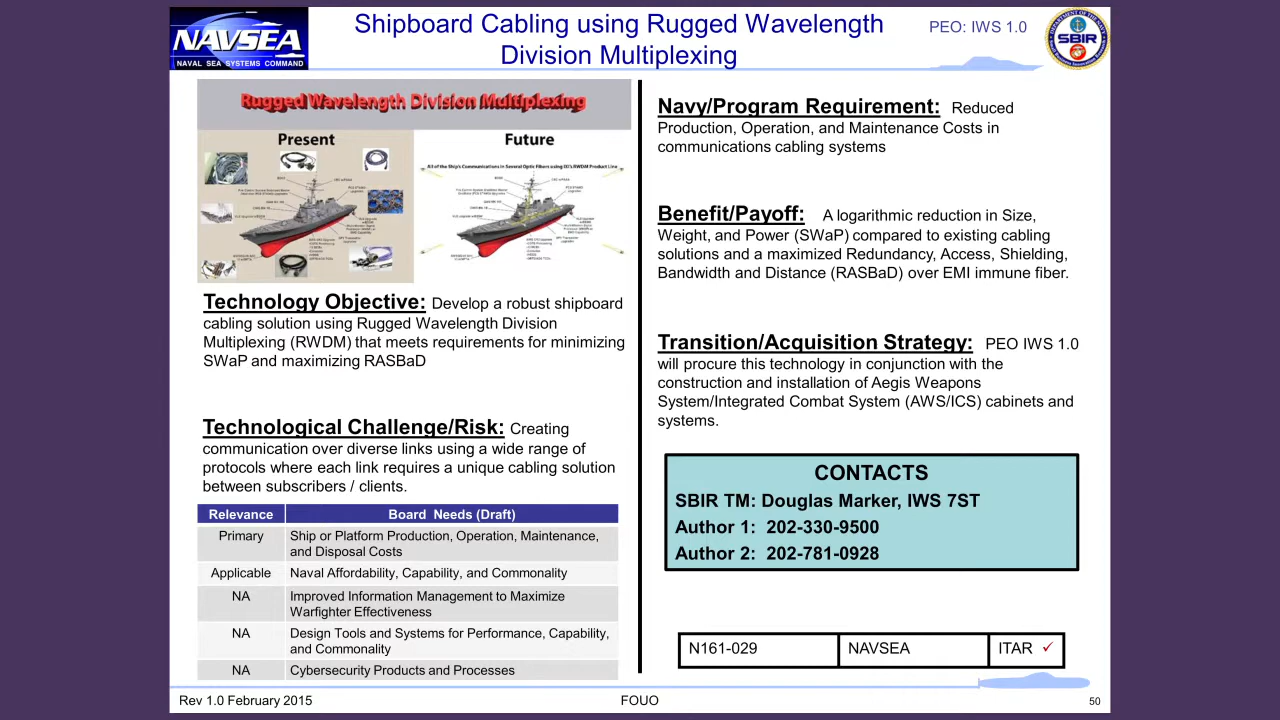 NAVSEA
NAVAL SEA SYSTEMS COMMAND
Shipboard Cabling using Rugged Wavelength
Division Multiplexing
PEO: IWS 1.0
SBIR
Rugged Wavelength Division Multiplexing
Present
Future
All of the Ship's Communications in Several Optic Fibers using
Technology Objective: Develop a robust shipboard
cabling solution using Rugged Wavelength Division
Multiplexing (RWDM) that meets requirements for minimizing
SWaP and maximizing RASBaD
Technological Challenge/Risk: Creating
communication over diverse links using a wide range of
protocols where each link requires a unique cabling solution
between subscribers / clients.
Relevance Board Needs (Draft)
Primary Ship or Platform Production, Operation, Maintenance,
and Disposal Costs
Applicable Naval Affordability, Capability, and Commonality
NA Improved Information Management to Maximize
Warfighter Effectiveness
NA Design Tools and Systems for Performance, Capability,
and Commonality
NA Cybersecurity Products and Processes
Navy/Program Requirement: Reduced
Production, Operation, and Maintenance Costs in
communications cabling systems
Benefit/Payoff: A logarithmic reduction in Size,
Weight, and Power (SWaP) compared to existing cabling
solutions and a maximized Redundancy, Access, Shielding,
Bandwidth and Distance (RASBaD) over EMI immune fiber.
Transition/Acquisition Strategy: PEO IWS 1.0
will procure this technology in conjunction with the
construction and installation of Aegis Weapons
System/Integrated Combat System (AWS/ICS) cabinets and
systems.
CONTACTS
SBIR TM: Douglas Marker, IWS 7ST
Author 1: 202-330-9500
Author 2: 202-781-0928
N161-029 NAVSEA ITAR ✓
Rev 1.0 February 2015 FOUO 50